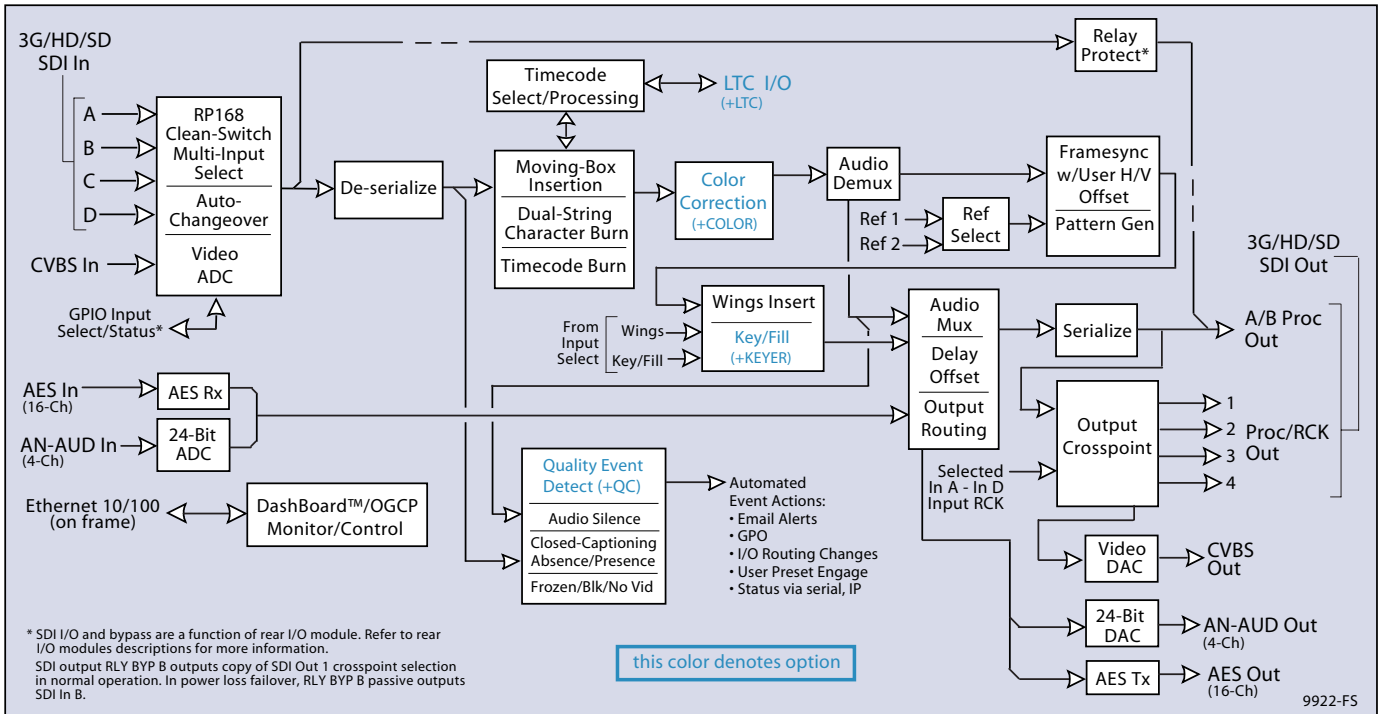 3G/HD/SD
SDI In
A
B
C
D
CVBS In
GPIO Input
Select/Status*
RP168
Clean-Switch
Multi-Input
Select
Auto-
Changeover
Video
ADC
De-serialize
Timecode
Select/Processing
LTC I/O
(+LTC)
Moving-Box
Insertion
Dual-String
Character Burn
Timecode Burn
Color
Correction
(+COLOR)
Audio
Demux
Ref 1
Ref 2
Ref
Select
Framesync
w/User H/V
Offset
Pattern Gen
Relay
Protect*
3G/HD/SD
SDI Out
From
Input
Select
Wings
Key/Fill
Wings Insert
Key/Fill
(+KEYER)
Audio
Mux
Delay
Offset
Output
Routing
Serialize
A/B Proc
Out
AES In
(16-Ch)
AES Rx
AN-AUD In
(4-Ch)
24-Bit
ADC
Output
Crosspoint
Selected
In A - In D
Input RCK
1
2
3
4
Proc/RCK
Out
Ethernet 10/100
(on frame)
DashBoard™/OGCP
Monitor/Control
Quality Event
Detect (+QC)
Audio Silence
Closed-Captioning
Absence/Presence
Frozen/Blk/No Vid
Automated
Event Actions:
• Email Alerts
• GPO
• I/O Routing Changes
• User Preset Engage
• Status via serial, IP
Video
DAC
CVBS
Out
24-Bit
DAC
AN-AUD Out
(4-Ch)
AES Tx
AES Out
(16-Ch)
* SDI I/O and bypass are a function of rear I/O module. Refer to rear
I/O modules descriptions for more information.
SDI output RLY BYP B outputs copy of SDI Out 1 crosspoint selection
in normal operation. In power loss failover, RLY BYP B passive outputs
SDI In B.
this color denotes option
9922-FS